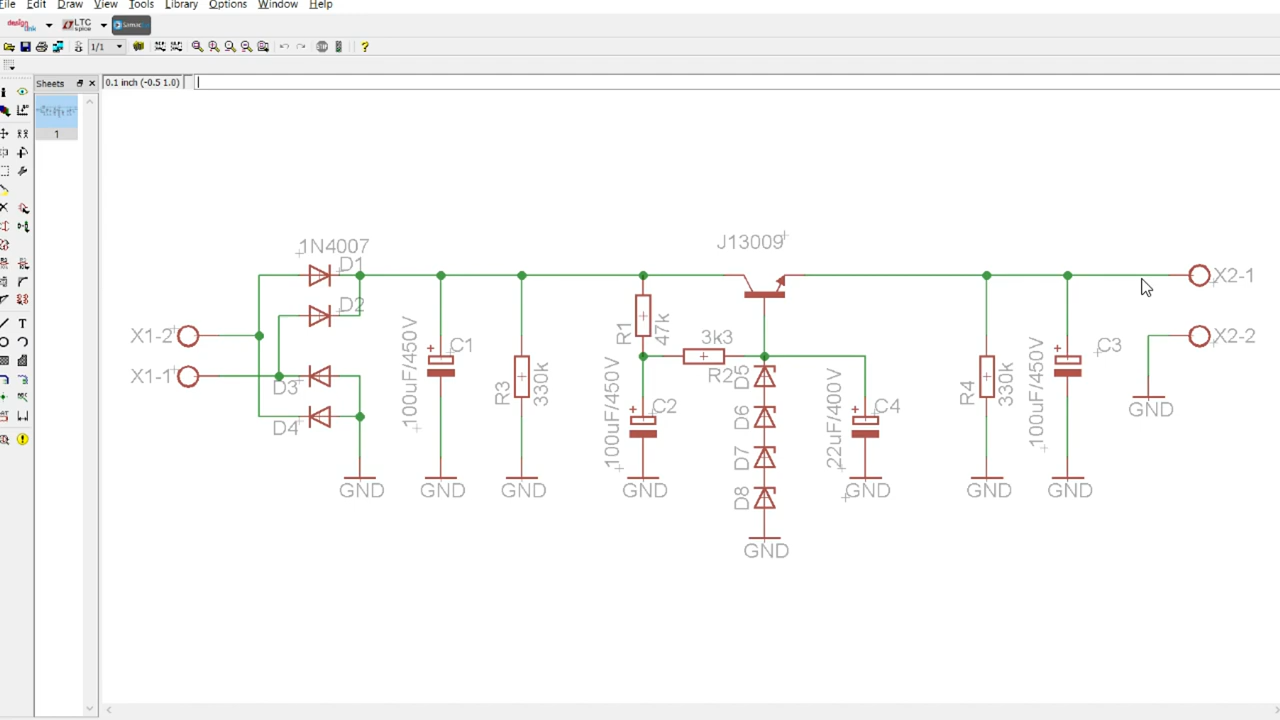 File Edit Draw View Tools Library Options Window Help
design link LTC spice
1/1
Sheets
0.1 inch (-0.5 1.0)
1
1N4007
D1
D2
X1-2
X1-1
D3
D4
GND
100uF/450V
C1
GND
R3
330k
GND
R1
47k
100uF/450V
C2
GND
3k3
R2
J13009
D5
D6
D7
D8
GND
22uF/400V
C4
GND
R4
330k
GND
100uF/450V
C3
GND
X2-1
X2-2
GND